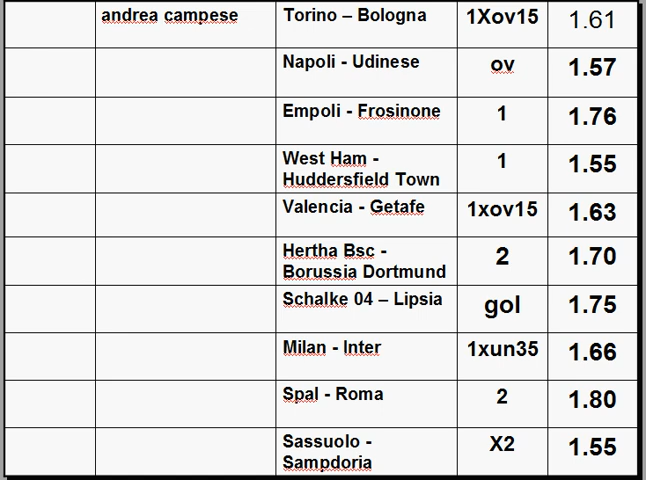 andrea campese Torino – Bologna 1Xov15 1.61
Napoli - Udinese ov 1.57
Empoli - Frosinone 1 1.76
West Ham - 1 1.55
Huddersfield Town
Valencia - Getafe 1xov15 1.63
Hertha Bsc - 2 1.70
Borussia Dortmund
Schalke 04 – Lipsia gol 1.75
Milan - Inter 1xun35 1.66
Spal - Roma 2 1.80
Sassuolo - X2 1.55
Sampdoria